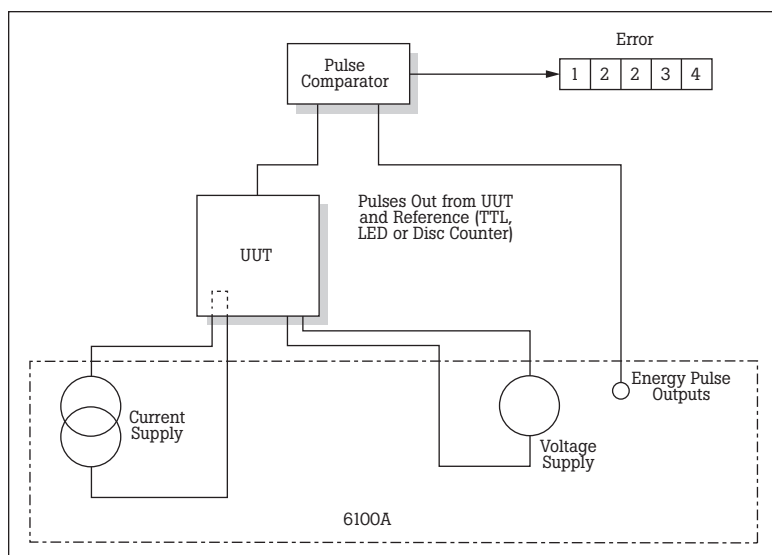 Error
Pulse
Comparator
1 2 2 3 4
Pulses Out from UUT
and Reference (TTL,
LED or Disc Counter)
UUT
Current
Supply
Voltage
Supply
Energy Pulse
Outputs
6100A